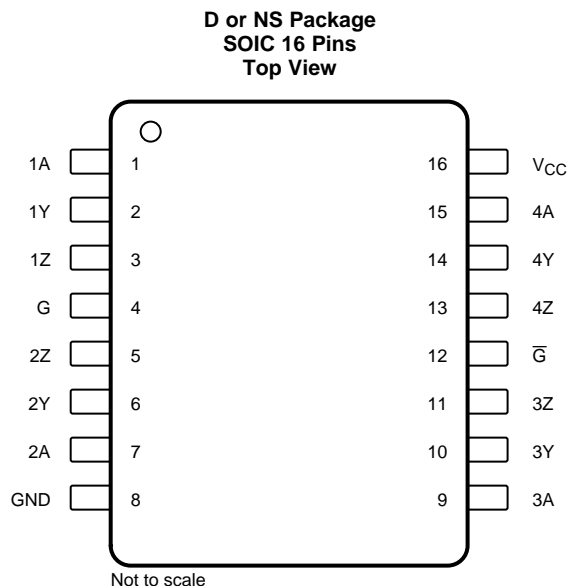 D or NS Package
SOIC 16 Pins
Top View
1A 1 16 VCC
1Y 2 15 4A
1Z 3 14 4Y
G 4 13 4Z
2Z 5 12 G̅
2Y 6 11 3Z
2A 7 10 3Y
GND 8 9 3A
Not to scale